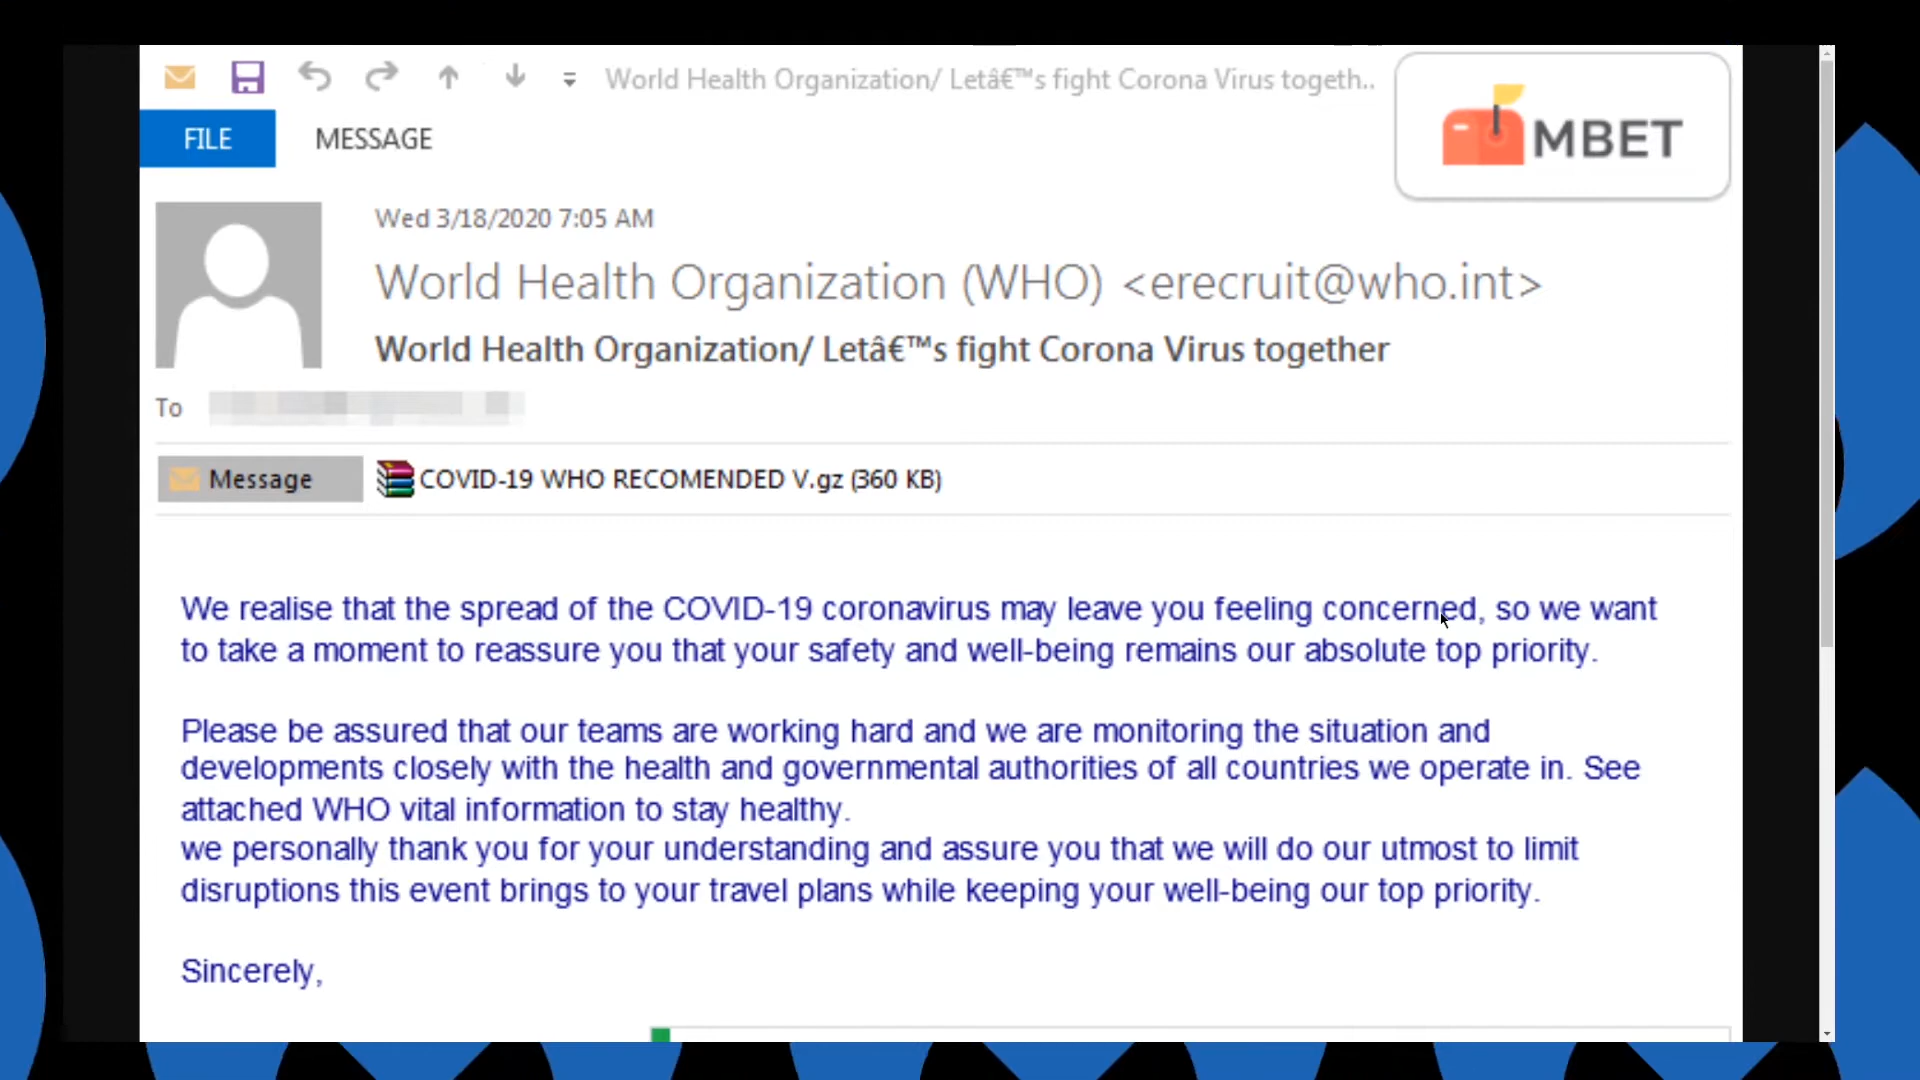 World Health Organization/ Letâ€™s fight Corona Virus togeth..
MBET
FILE MESSAGE
Wed 3/18/2020 7:05 AM
World Health Organization (WHO) <erecruit@who.int>
World Health Organization/ Letâ€™s fight Corona Virus together
To
Message COVID-19 WHO RECOMENDED V.gz (360 KB)
We realise that the spread of the COVID-19 coronavirus may leave you feeling concerned, so we want
to take a moment to reassure you that your safety and well-being remains our absolute top priority.
Please be assured that our teams are working hard and we are monitoring the situation and
developments closely with the health and governmental authorities of all countries we operate in. See
attached WHO vital information to stay healthy.
we personally thank you for your understanding and assure you that we will do our utmost to limit
disruptions this event brings to your travel plans while keeping your well-being our top priority.
Sincerely,